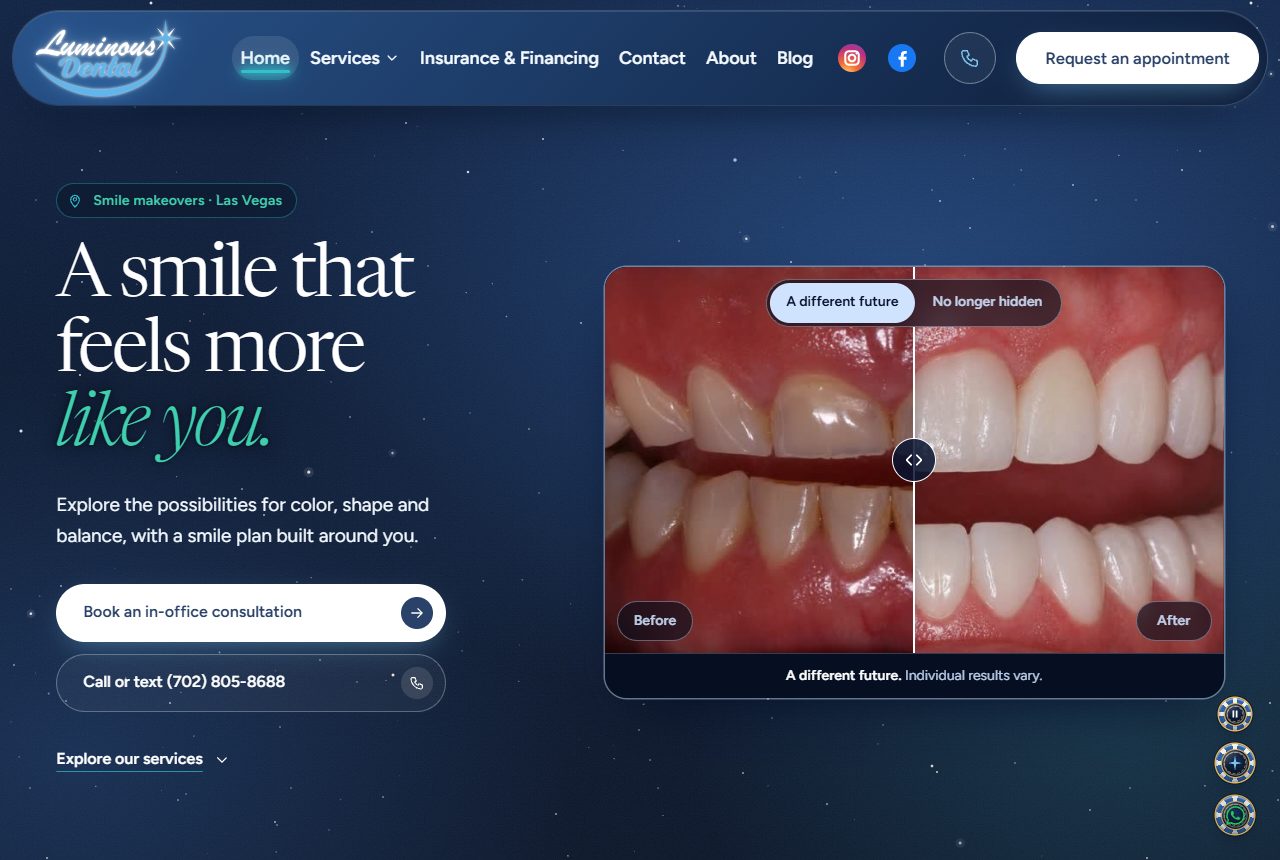 Luminous
Dental
Home
Services
Insurance & Financing
Contact
About
Blog
Request an appointment
Smile makeovers · Las Vegas
A smile that
feels more
like you.
Explore the possibilities for color, shape and
balance, with a smile plan built around you.
Book an in-office consultation
Call or text (702) 805-8688
Explore our services
A different future
No longer hidden
Before
After
A different future. Individual results vary.